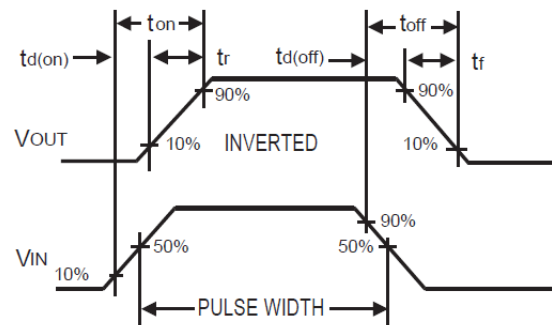 ton toff
td(on) tr td(off) tf
90% 90%
VOUT 10% INVERTED 10%
90%
VIN 50% 50%
10%
PULSE WIDTH